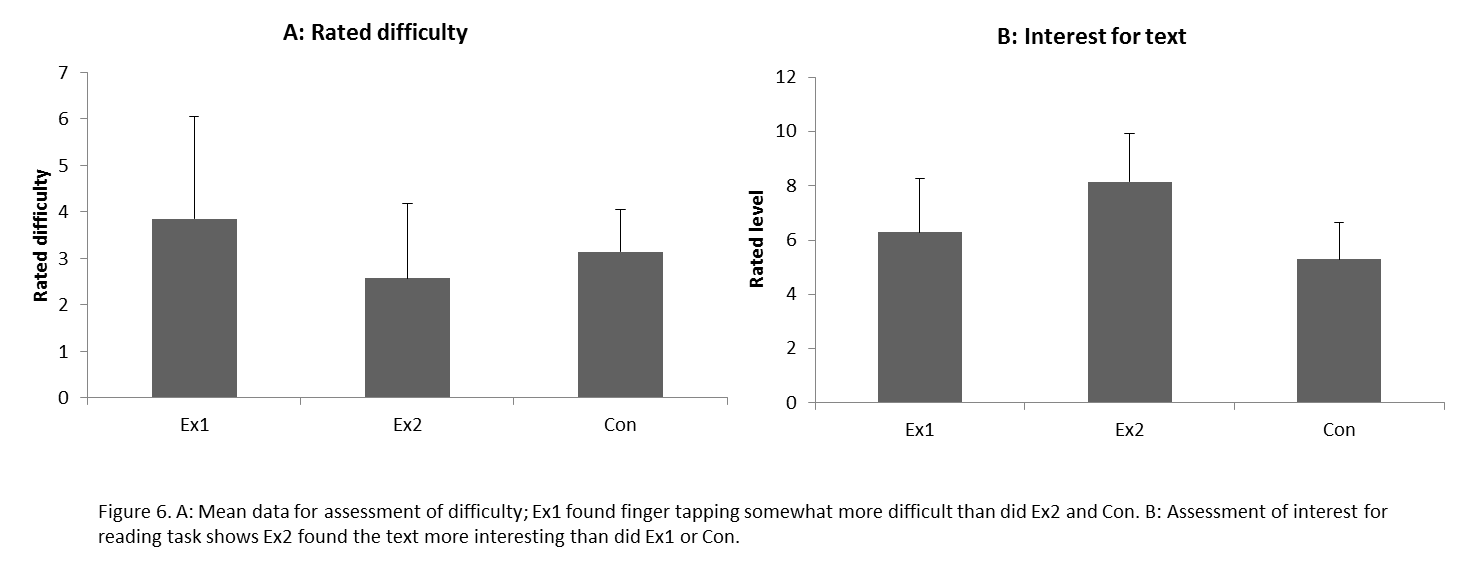 A: Rated difficulty
Rated difficulty
7
6
5
4
3
2
1
0
Ex1 Ex2 Con
B: Interest for text
Rated level
12
10
8
6
4
2
0
Ex1 Ex2 Con
Figure 6. A: Mean data for assessment of difficulty; Ex1 found finger tapping somewhat more difficult than did Ex2 and Con. B: Assessment of interest for
reading task shows Ex2 found the text more interesting than did Ex1 or Con.